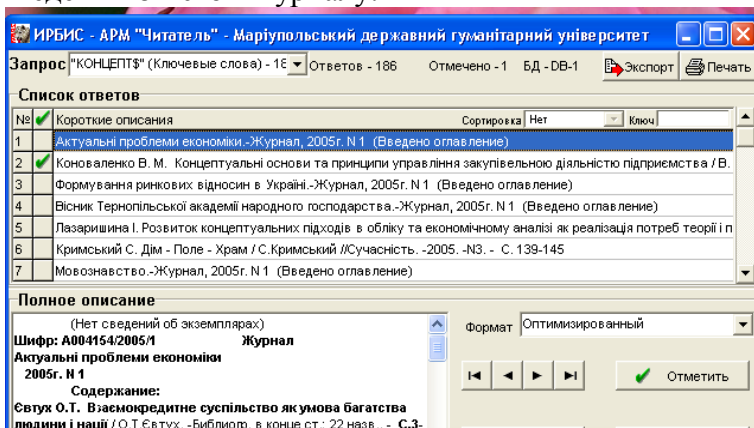 ИРБИС - АРМ "Читатель" - Маріупольський державний гуманітарний університет
Запрос "КОНЦЕПТ$" (Ключевые слова) - 18 Ответов - 186 Отмечено -1 БД - DB-1 Экспорт Печать
Список ответов
№ Короткие описания Сортировка Нет Ключ
1 Актуальні проблеми економіки.-Журнал, 2005г. N 1 (Введено оглавление)
2 Коноваленко В. М. Концептуальні основи та принципи управління закупівельною діяльністю підприємства / В.
3 Формування ринкових відносин в Україні.-Журнал, 2005г. N 1 (Введено оглавление)
4 Вісник Тернопільської академії народного господарства.-Журнал, 2005г. N 1 (Введено оглавление)
5 Лазаришина І. Розвиток концептуальних підходів в обліку та економічному аналізі як реалізація потреб теорії і п
6 Кримський С. Дім - Поле - Храм / С.Кримський //Сучасність. -2005. -N3. - С. 139-145
7 Мовознавство.-Журнал, 2005г. N 1 (Введено оглавление)
Полное описание
(Нет сведений об экземплярах)
Формат Оптимизированный
Шифр: А004154/2005/1 Журнал
Актуальні проблеми економіки
2005г. N 1
Отметить
Содержание:
Євтух О.Т. Взаємокредитне суспільство як умова багатства
людини і нації / О.Т.Євтух. -Библиогр. в конце ст.: 22 назв.. - С.3-